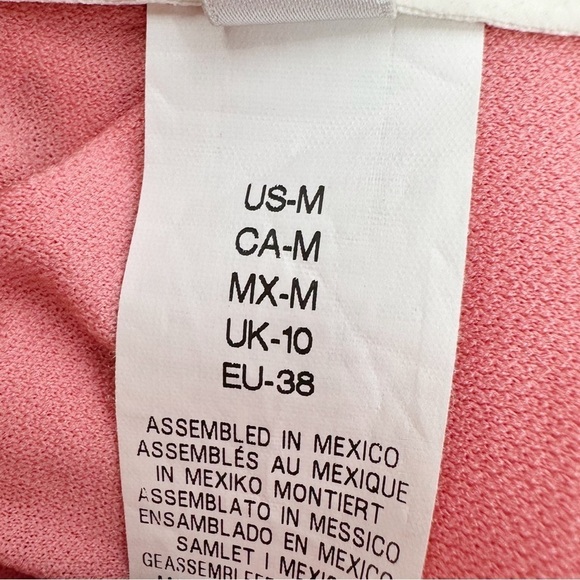 US-M
CA-M
MX-M
UK-10
EU-38
ASSEMBLED IN MEXICO
ASSEMBLÉS AU MEXIQUE
IN MEXIKO MONTIERT
ASSEMBLATO IN MESSICO
ENSAMBLADO EN MEXICO
SAMLET I